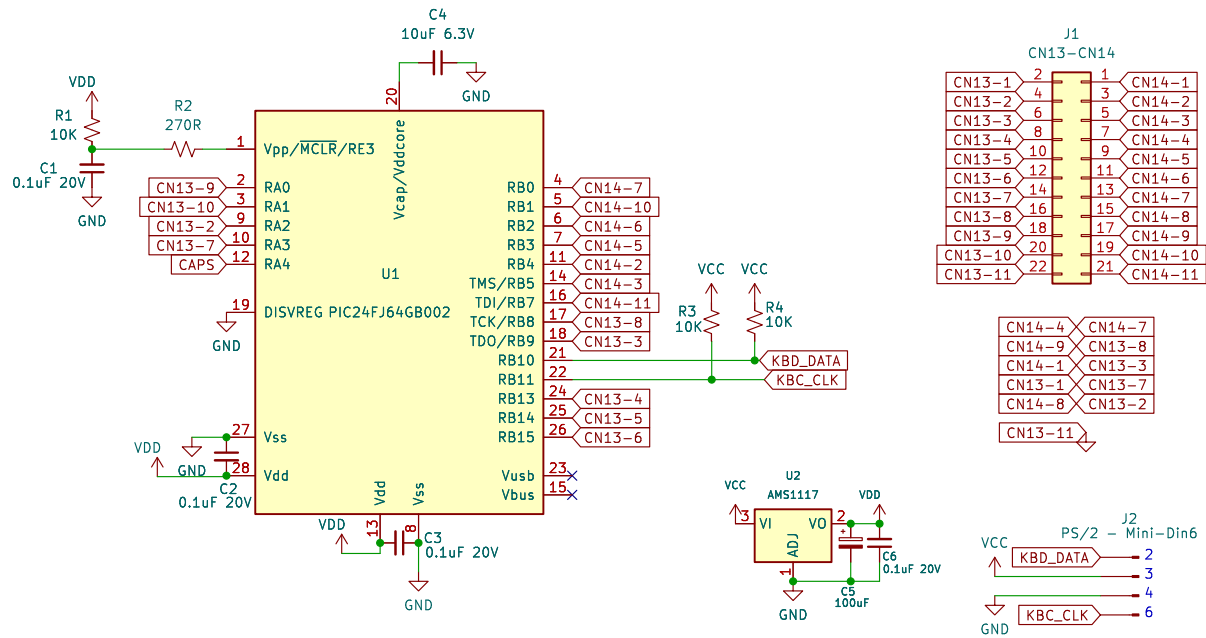 C4
10uF 6.3V
GND
20
VDD
R1
10K
R2
270R
C1
0.1uF 20V
GND
1
Vpp/MCLR/RE3
Vcap/Vddcore
CN13-9 2 RA0
CN13-10 3 RA1
CN13-2 9 RA2
CN13-7 10 RA3
CAPS 12 RA4
U1
19 DISVREG PIC24FJ64GB002
GND
RB0 4 CN14-7
RB1 5 CN14-10
RB2 6 CN14-6
RB3 7 CN14-5
RB4 11 CN14-2
TMS/RB5 14 CN14-3
TDI/RB7 16 CN14-11
TCK/RB8 17 CN13-8
TDO/RB9 18 CN13-3
RB10 21 KBD_DATA
RB11 22 KBC_CLK
RB13 24 CN13-4
RB14 25 CN13-5
RB15 26 CN13-6
Vusb 23
Vbus 15
VCC
VCC
R3
10K
R4
10K
27 Vss
GND
VDD
28 Vdd
C2
0.1uF 20V
Vdd
Vss
13
8
VDD
C3
0.1uF 20V
GND
U2
AMS1117
VCC
3 VI
VO 2
VDD
ADJ
1
GND
C5
100uF
+
C6
0.1uF 20V
J1
CN13-CN14
CN13-1 2 1 CN14-1
CN13-2 4 3 CN14-2
CN13-3 6 5 CN14-3
CN13-4 8 7 CN14-4
CN13-5 10 9 CN14-5
CN13-6 12 11 CN14-6
CN13-7 14 13 CN14-7
CN13-8 16 15 CN14-8
CN13-9 18 17 CN14-9
CN13-10 20 19 CN14-10
CN13-11 22 21 CN14-11
CN14-4 CN14-7
CN14-9 CN13-8
CN14-1 CN13-3
CN13-1 CN13-7
CN14-8 CN13-2
CN13-11
J2
PS/2 - Mini-Din6
VCC
KBD_DATA 2
3
4
GND
KBC_CLK 6